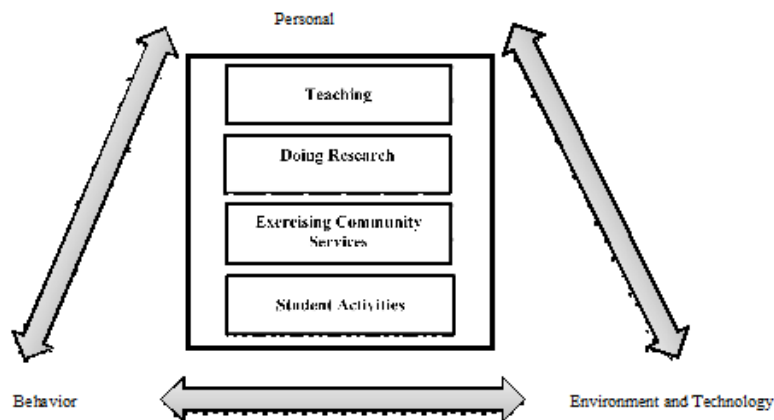 Personal
Teaching
Doing Research
Exercising Community
Services
Student Activities
Behavior
Environment and Technology